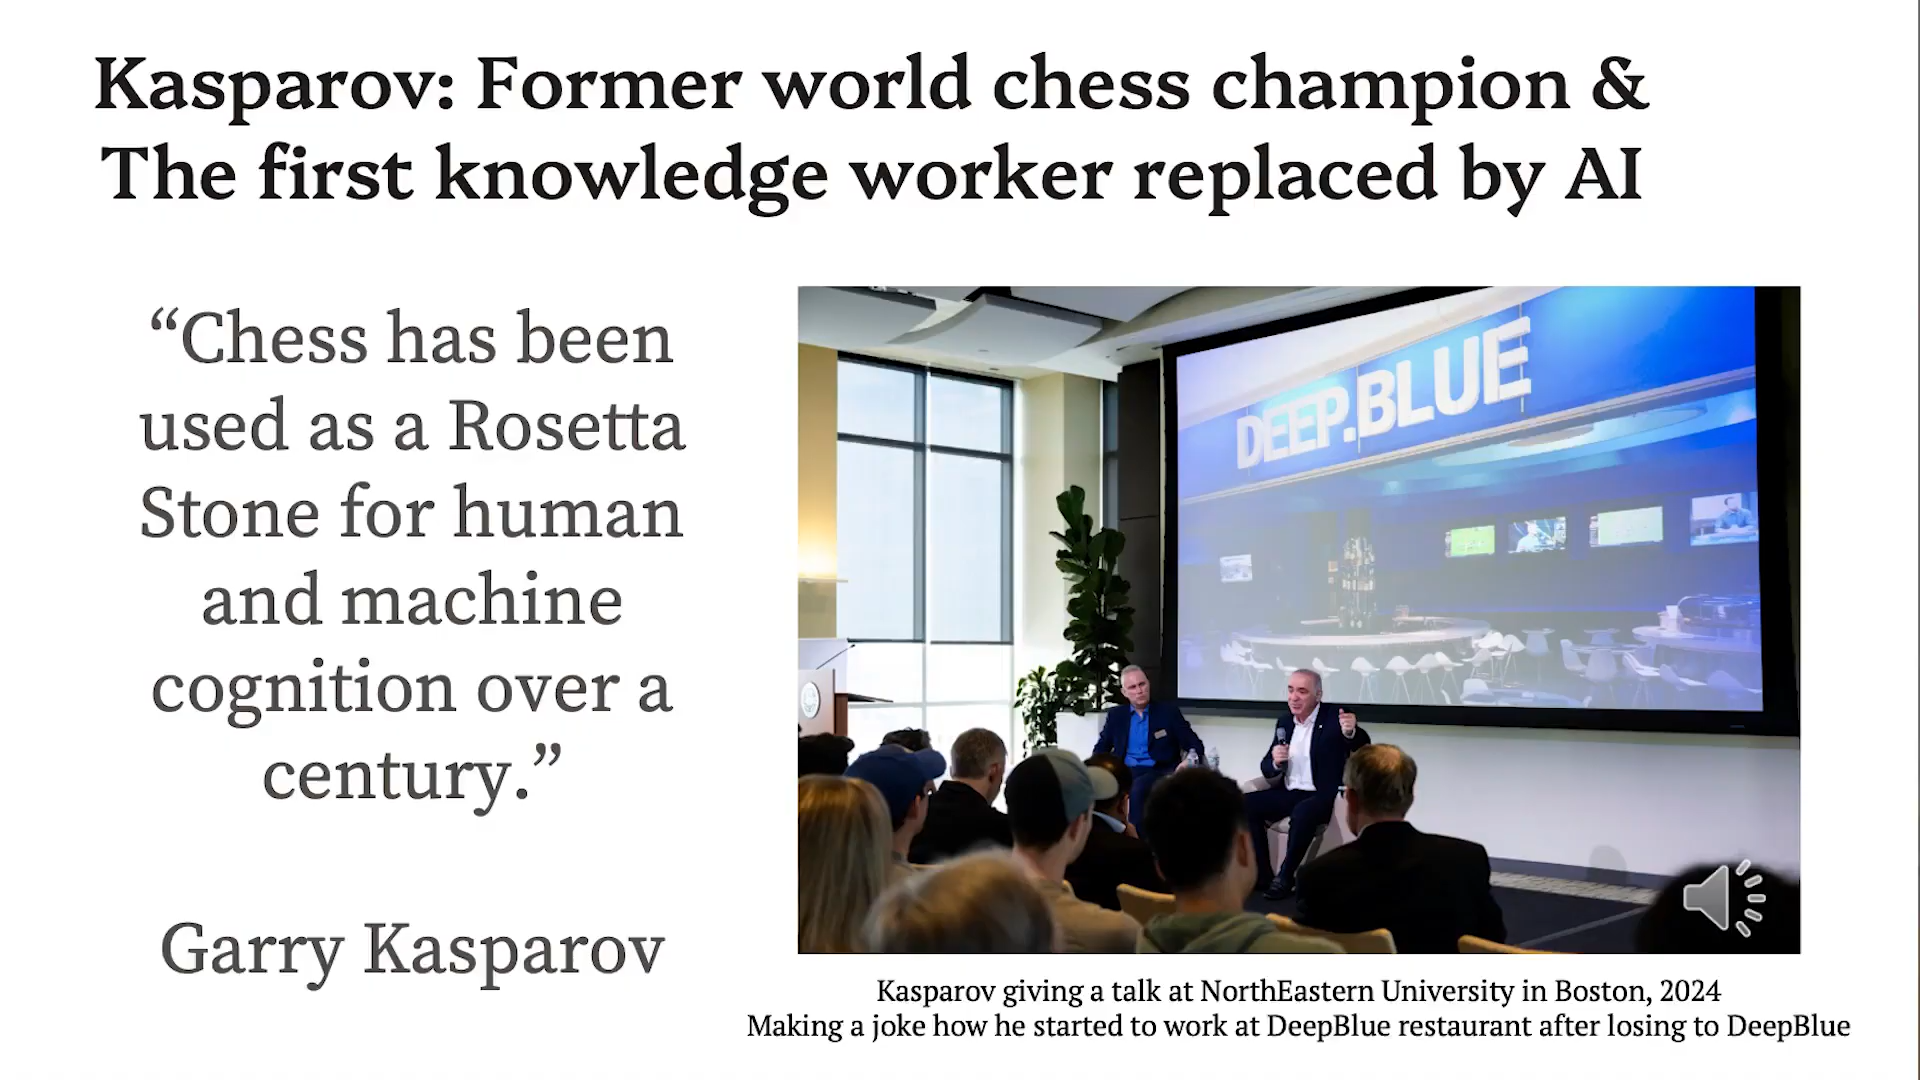 Kasparov: Former world chess champion &
The first knowledge worker replaced by AI
“Chess has been
used as a Rosetta
Stone for human
and machine
cognition over a
century.”
Garry Kasparov
DEEP.BLUE
Kasparov giving a talk at NorthEastern University in Boston, 2024
Making a joke how he started to work at DeepBlue restaurant after losing to DeepBlue